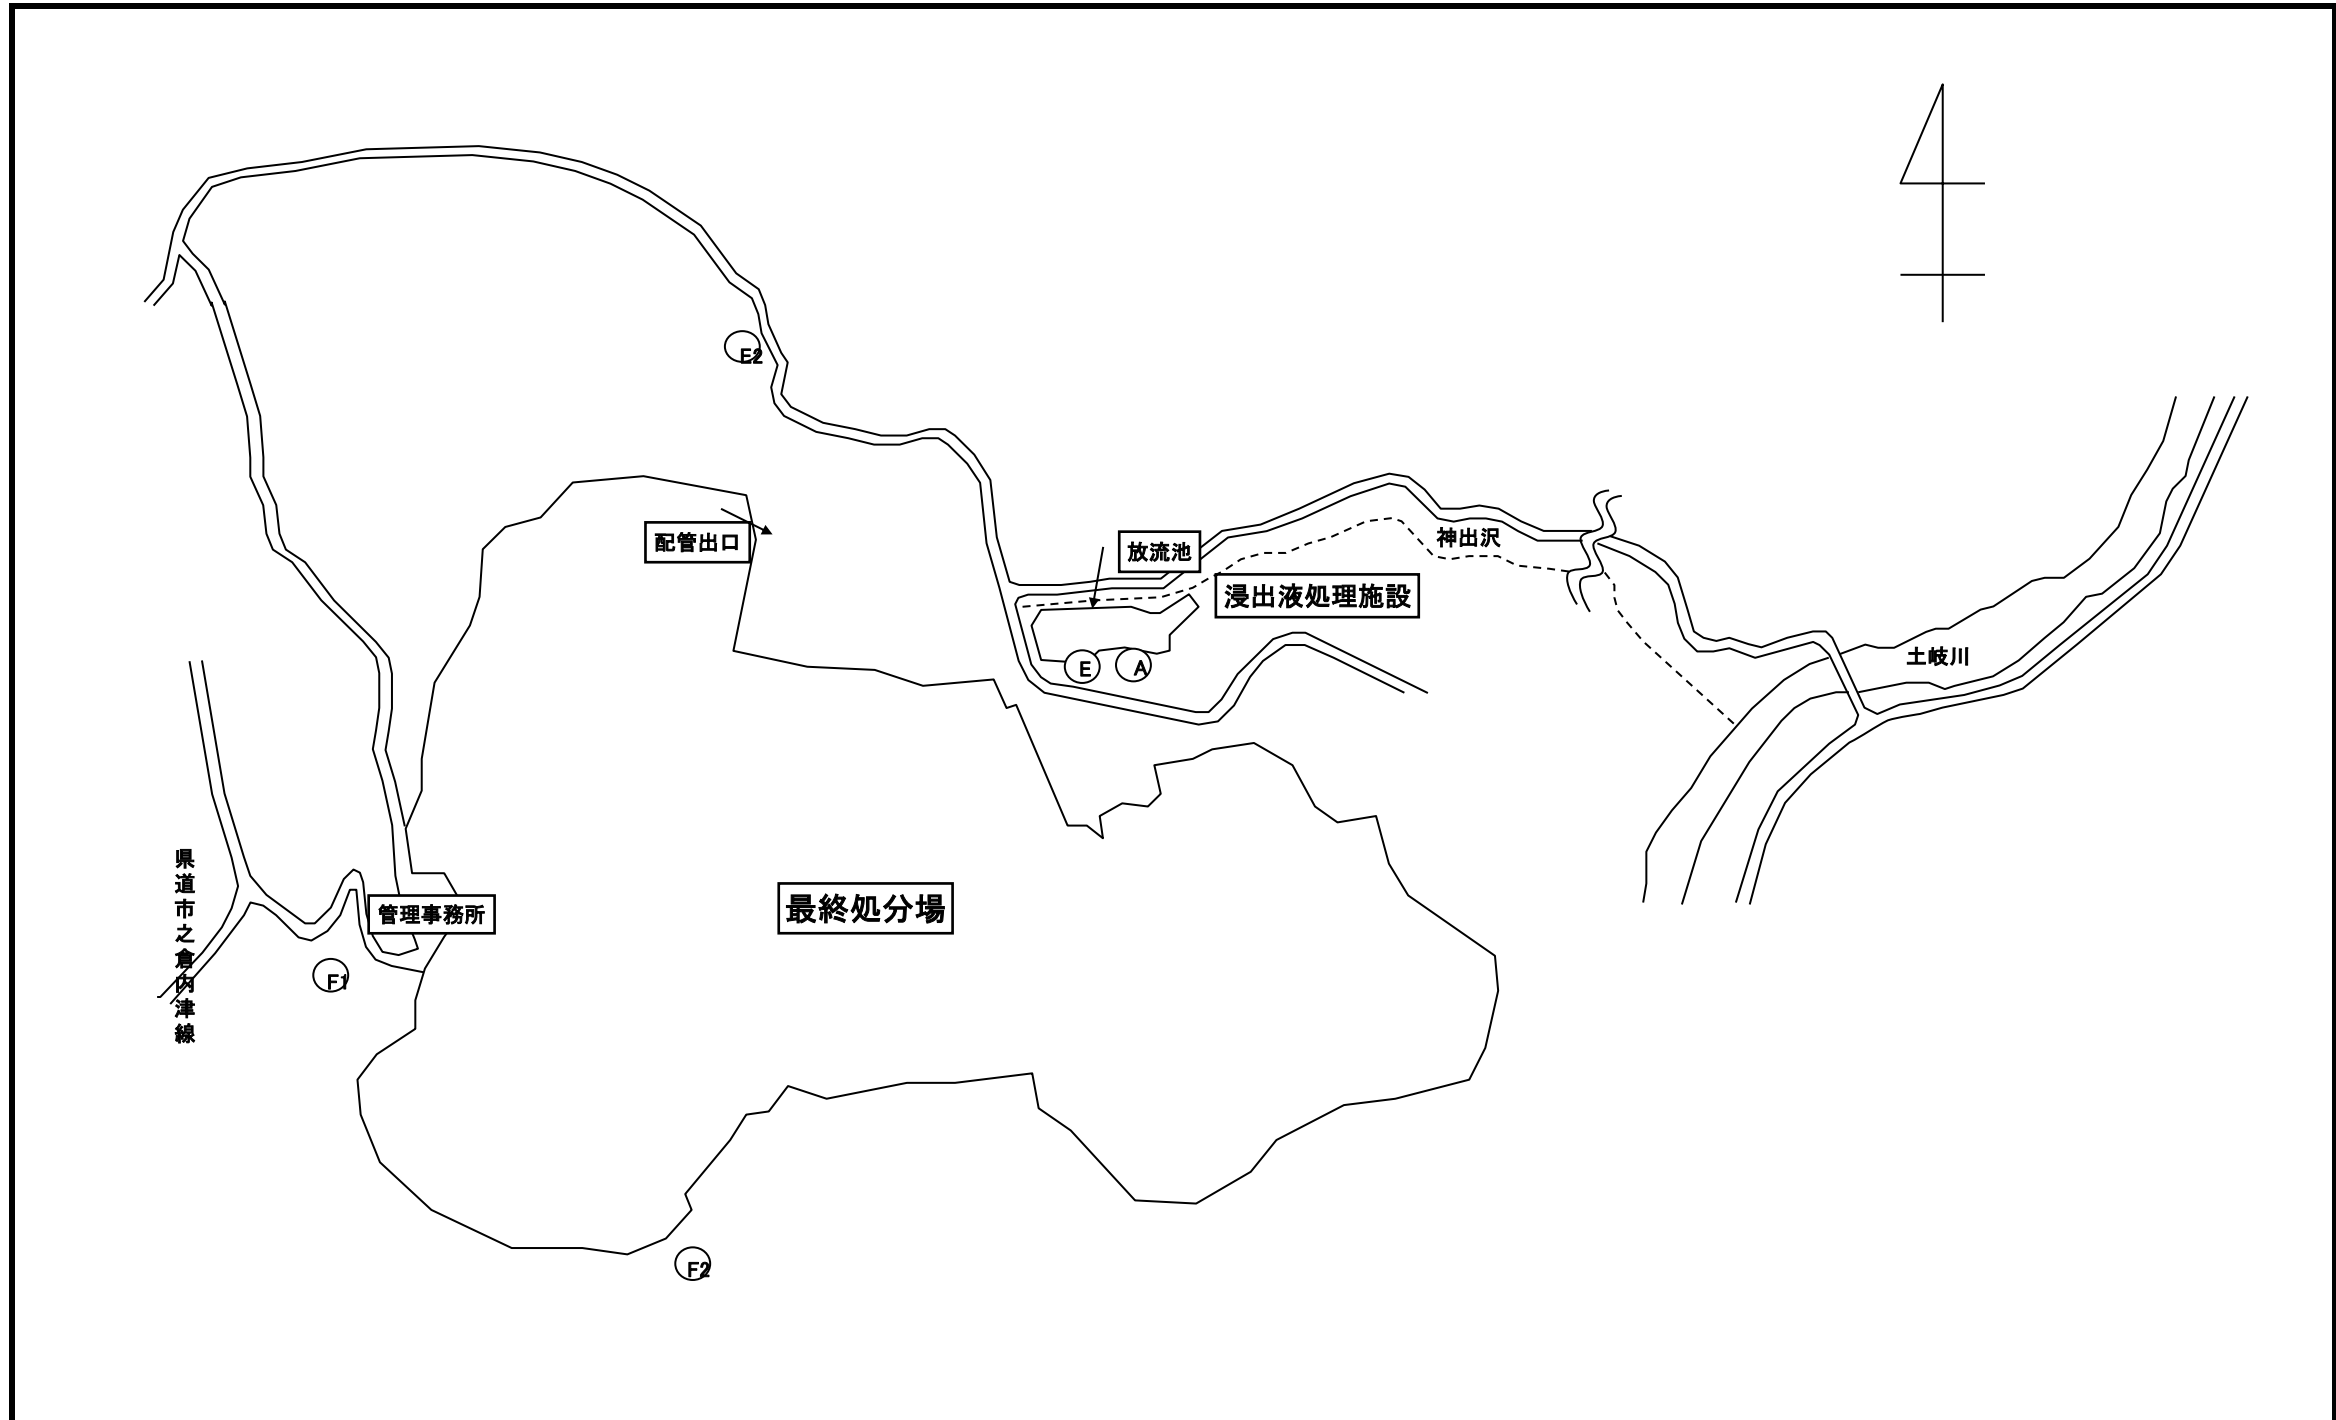 E2
配管出口
放流池
神出沢
浸出液処理施設
土岐川
E
A
県道市之倉内津線
管理事務所
最終処分場
F1
F2